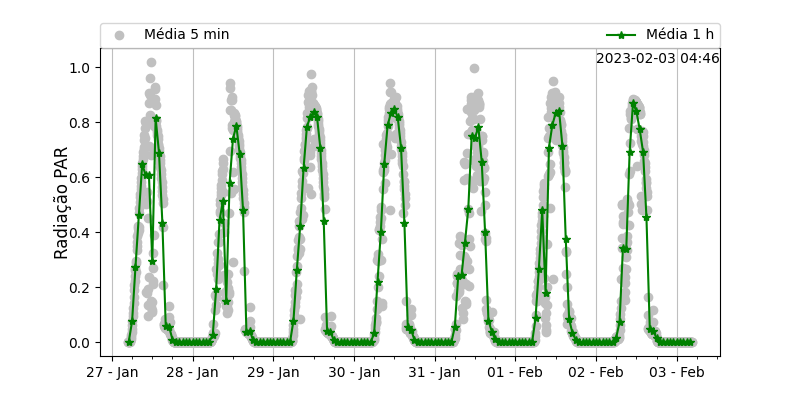 Média 5 min
Média 1 h
2023-02-03 04:46
Radiação PAR
1.0
0.8
0.6
0.4
0.2
0.0
27 - Jan
28 - Jan
29 - Jan
30 - Jan
31 - Jan
01 - Feb
02 - Feb
03 - Feb